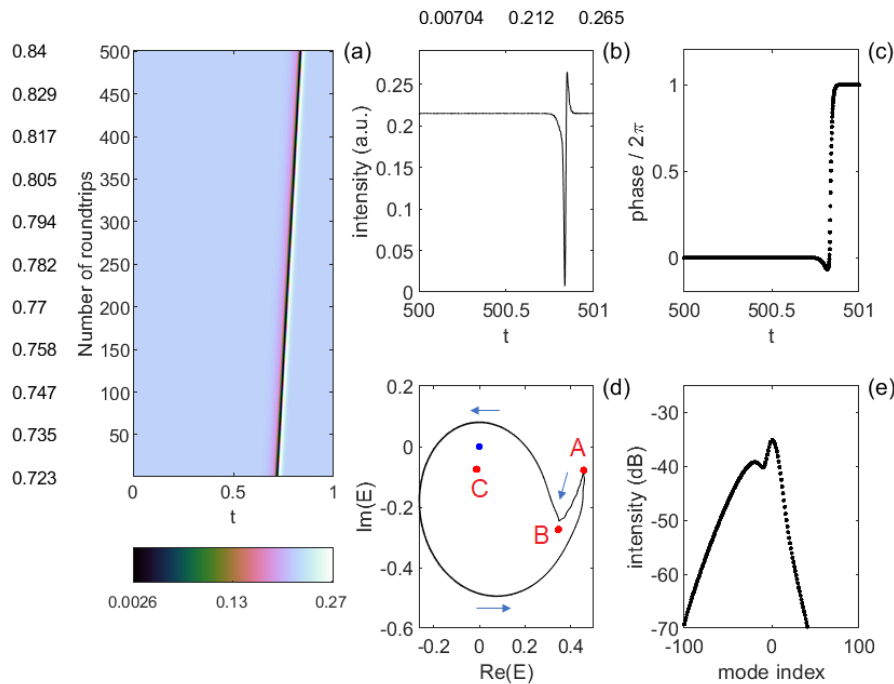 0.00704 0.212 0.265
0.84
0.829
0.817
0.805
0.794
0.782
0.77
0.758
0.747
0.735
0.723
(a)
Number of roundtrips
500
450
400
350
300
250
200
150
100
50
0 0.5 1
t
0.0026 0.13 0.27
(b)
intensity (a.u.)
0.25
0.2
0.15
0.1
0.05
0
500 500.5 501
t
(c)
phase / 2π
1
0.5
0
500 501
t
(d)
Im(E)
0.2
0
-0.2
-0.4
-0.6
A
B
C
-0.2 0 0.2 0.4
Re(E)
(e)
intensity (dB)
-30
-40
-50
-60
-70
-100 0 100
mode index